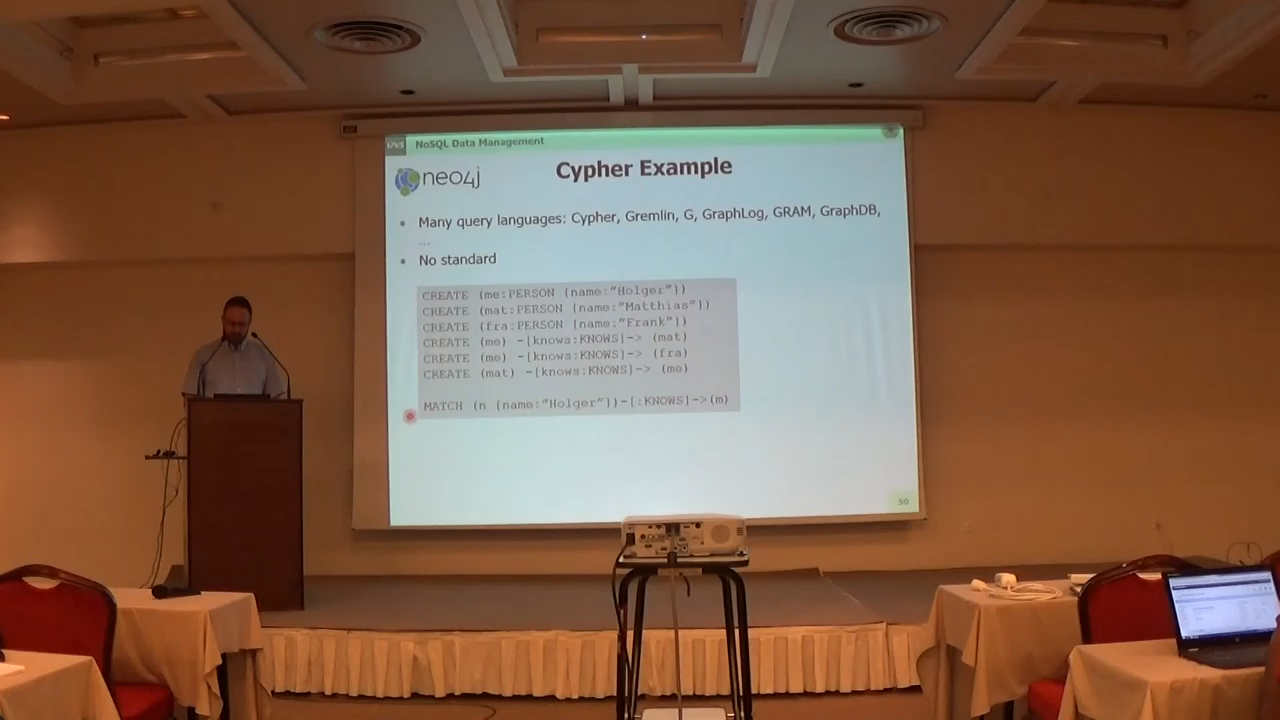 IPVS NoSQL Data Management
neo4j
Cypher Example
• Many query languages: Cypher, Gremlin, G, GraphLog, GRAM, GraphDB,
...
• No standard
CREATE (me:PERSON {name:"Holger"})
CREATE (mat:PERSON {name:"Matthias"})
CREATE (fra:PERSON {name:"Frank"})
CREATE (me) -[knows:KNOWS]-> (mat)
CREATE (me) -[knows:KNOWS]-> (fra)
CREATE (mat) -[knows:KNOWS]-> (me)
MATCH (n {name:"Holger"})-[:KNOWS]->(m)
50